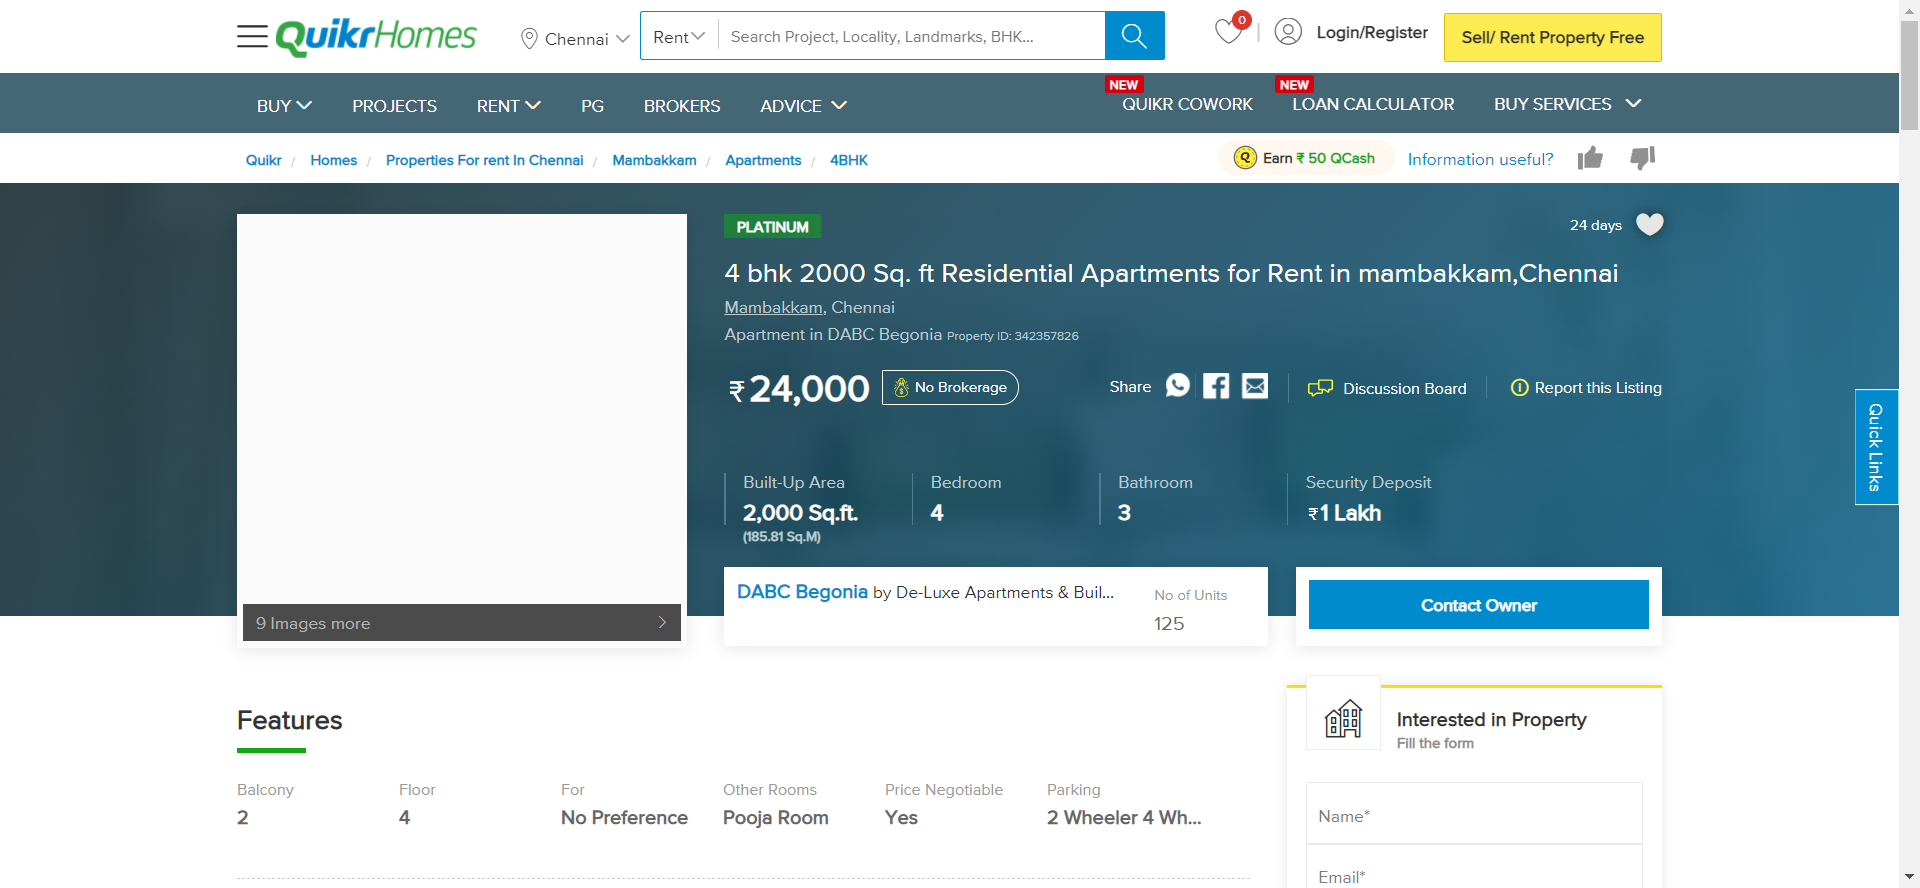 QuikrHomes
Chennai
Rent
Search Project, Locality, Landmarks, BHK...
0
Login/Register
Sell/ Rent Property Free
BUY
PROJECTS
RENT
PG
BROKERS
ADVICE
NEW
QUIKR COWORK
NEW
LOAN CALCULATOR
BUY SERVICES
Quikr / Homes / Properties For rent In Chennai / Mambakkam / Apartments / 4BHK
Q Earn ₹ 50 QCash
Information useful?
9 Images more
PLATINUM
24 days
4 bhk 2000 Sq. ft Residential Apartments for Rent in mambakkam,Chennai
Mambakkam, Chennai
Apartment in DABC Begonia Property ID: 342357826
₹24,000
No Brokerage
Share
Discussion Board
Report this Listing
Quick Links
Built-Up Area
2,000 Sq.ft.
(185.81 Sq.M)
Bedroom
4
Bathroom
3
Security Deposit
₹1 Lakh
DABC Begonia by De-Luxe Apartments & Buil...
No of Units
125
Contact Owner
Features
Balcony
2
Floor
4
For
No Preference
Other Rooms
Pooja Room
Price Negotiable
Yes
Parking
2 Wheeler 4 Wh...
Interested in Property
Fill the form
Name*
Email*